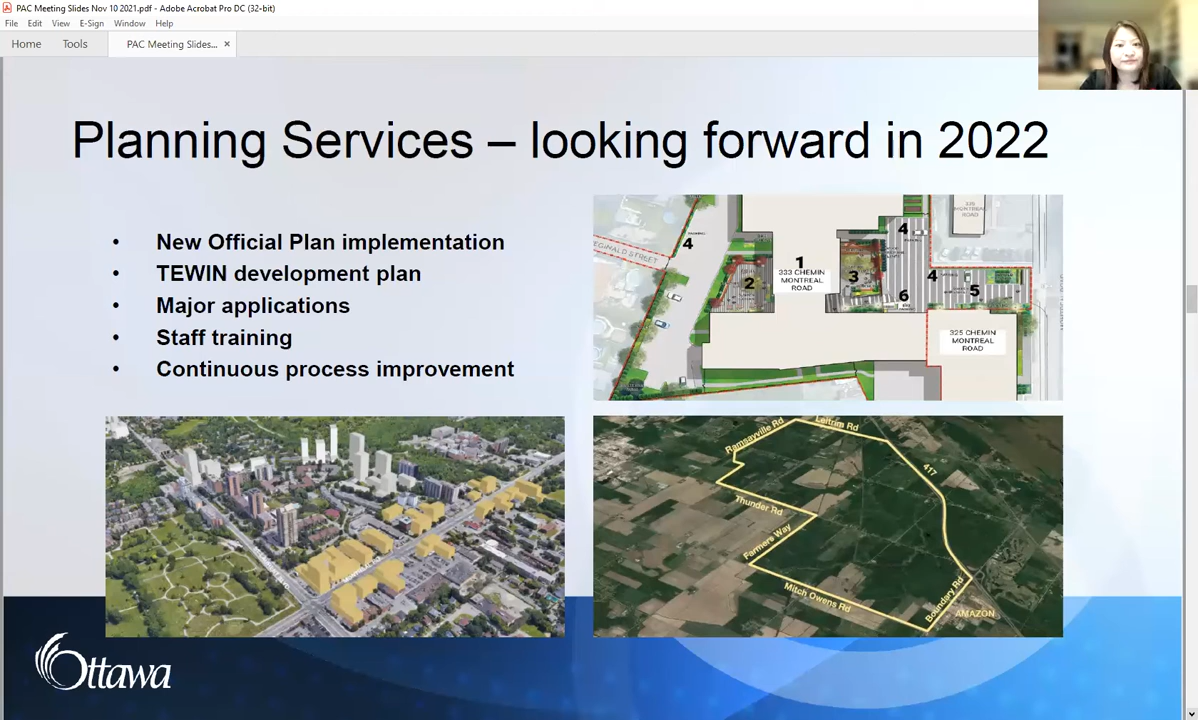 PAC Meeting Slides Nov 10 2021.pdf - Adobe Acrobat Pro DC (32-bit)
File Edit View E-Sign Window Help
Home Tools PAC Meeting Slides... ×
Planning Services – looking forward in 2022
• New Official Plan implementation
• TEWIN development plan
• Major applications
• Staff training
• Continuous process improvement
REGINALD STREET
4
1
333 CHEMIN
MONTREAL
ROAD
2
3
4
4
5
6
MONTREAL
ROAD
325 CHEMIN
MONTREAL
ROAD
Ramsayville Rd
Leitrim Rd
417
Thunder Rd
Farmers Way
Mitch Owens Rd
Boundary Rd
AMAZON
Ottawa